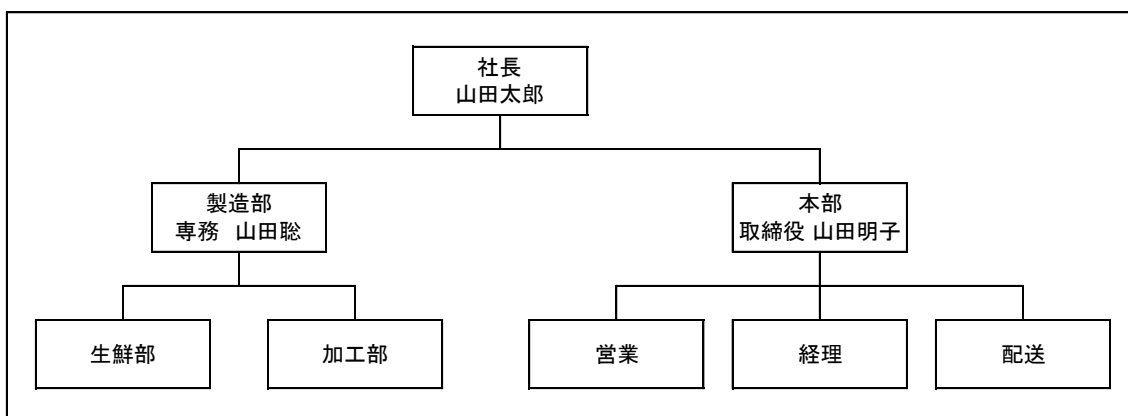 社長
山田太郎
製造部
専務 山田聡
本部
取締役 山田明子
生鮮部
加工部
営業
経理
配送